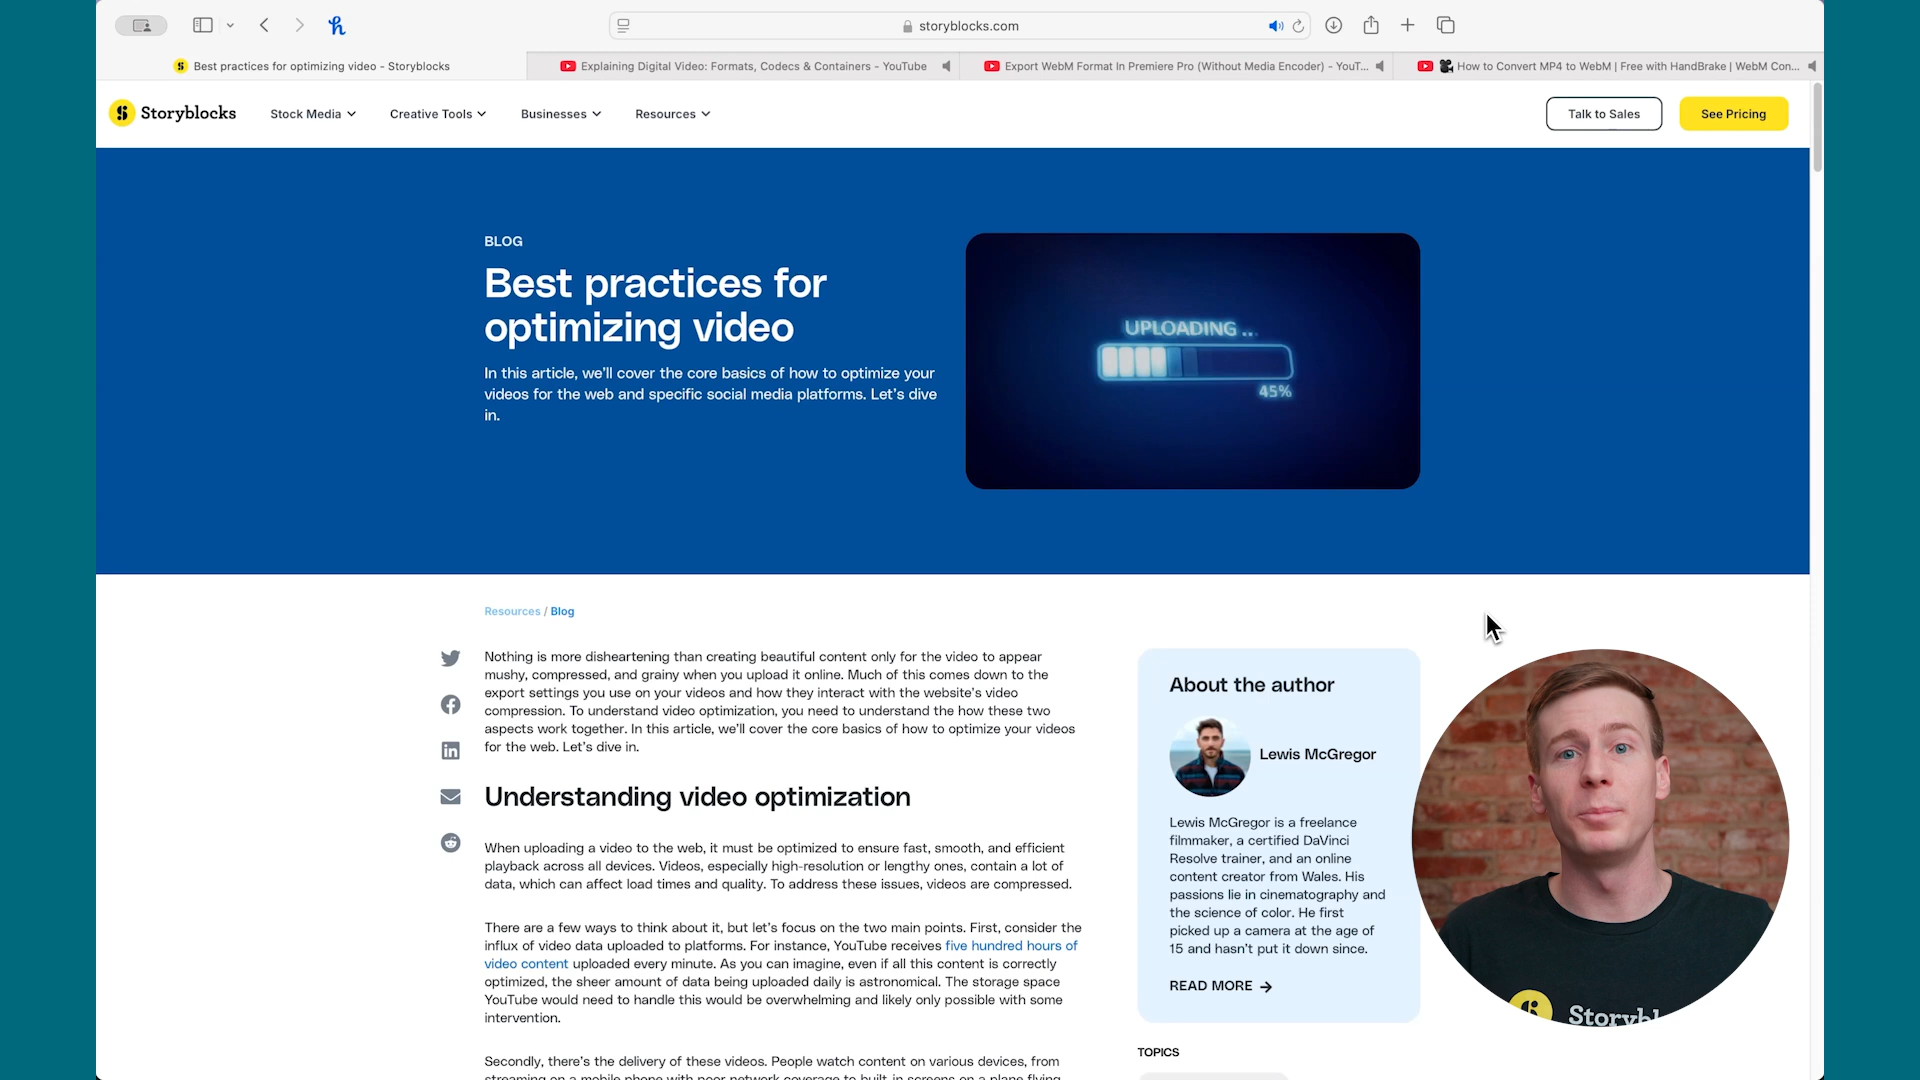 storyblocks.com
Best practices for optimizing video - Storyblocks
Explaining Digital Video: Formats, Codecs & Containers - YouTube
Export WebM Format In Premiere Pro (Without Media Encoder) - YouT...
How to Convert MP4 to WebM | Free with HandBrake | WebM Con...
Storyblocks
Stock Media
Creative Tools
Businesses
Resources
Talk to Sales
See Pricing
BLOG
Best practices for
optimizing video
In this article, we'll cover the core basics of how to optimize your
videos for the web and specific social media platforms. Let's dive
in.
UPLOADING ...
45%
Resources / Blog
Nothing is more disheartening than creating beautiful content only for the video to appear
mushy, compressed, and grainy when you upload it online. Much of this comes down to the
export settings you use on your videos and how they interact with the website's video
compression. To understand video optimization, you need to understand the how these two
aspects work together. In this article, we'll cover the core basics of how to optimize your videos
for the web. Let's dive in.
Understanding video optimization
When uploading a video to the web, it must be optimized to ensure fast, smooth, and efficient
playback across all devices. Videos, especially high-resolution or lengthy ones, contain a lot of
data, which can affect load times and quality. To address these issues, videos are compressed.
There are a few ways to think about it, but let's focus on the two main points. First, consider the
influx of video data uploaded to platforms. For instance, YouTube receives five hundred hours of
video content uploaded every minute. As you can imagine, even if all this content is correctly
optimized, the sheer amount of data being uploaded daily is astronomical. The storage space
YouTube would need to handle this would be overwhelming and likely only possible with some
intervention.
Secondly, there's the delivery of these videos. People watch content on various devices, from
streaming on a mobile phone with poor network coverage to built-in screens on a plane flying
About the author
Lewis McGregor
Lewis McGregor is a freelance
filmmaker, a certified DaVinci
Resolve trainer, and an online
content creator from Wales. His
passions lie in cinematography and
the science of color. He first
picked up a camera at the age of
15 and hasn't put it down since.
READ MORE
TOPICS
Storybl